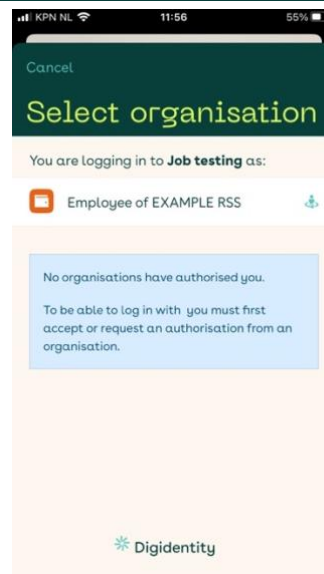 KPN NL 11:56 55%
Cancel
Select organisation
You are logging in to Job testing as:
Employee of EXAMPLE RSS
No organisations have authorised you.
To be able to log in with you must first
accept or request an authorisation from an
organisation.
Digidentity